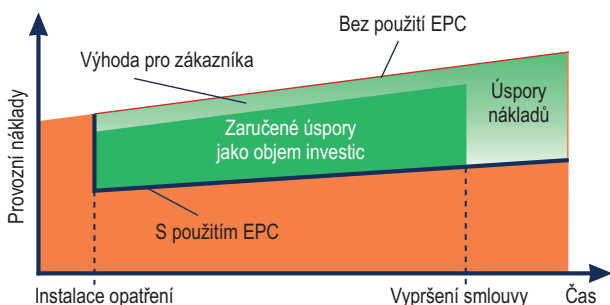 Bez použití EPC
Výhoda pro zákazníka
Úspory
nákladů
Zaručené úspory
jako objem investic
Provozní náklady
S použitím EPC
Instalace opatření
Vypršení smlouvy
Čas